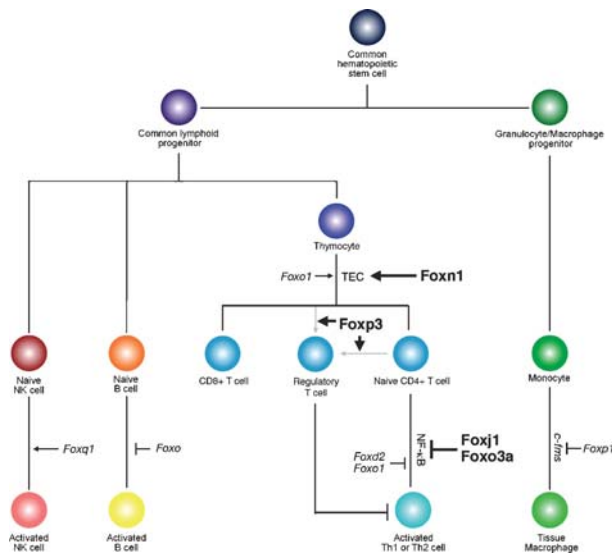 Common
hematopoietic
stem cell
Common lymphoid
progenitor
Granulocyte/Macrophage
progenitor
Thymocyte
Foxo1
TEC
Foxn1
Foxp3
Naive
NK cell
Naive
B cell
CD8+ T cell
Regulatory
T cell
Naive CD4+ T cell
Monocyte
Foxq1
Foxo
Foxd2
Foxo1
NF-κB
Foxj1
Foxo3a
c-fms
Foxp1
Activated
NK cell
Activated
B cell
Activated
Th1 or Th2 cell
Tissue
Macrophage